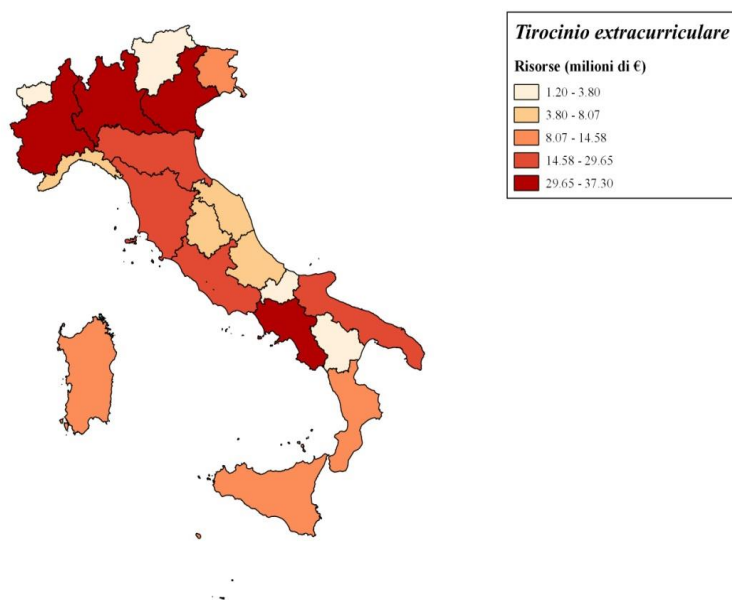 Tirocinio extracurriculare
Risorse (milioni di €)
1.20 - 3.80
3.80 - 8.07
8.07 - 14.58
14.58 - 29.65
29.65 - 37.30